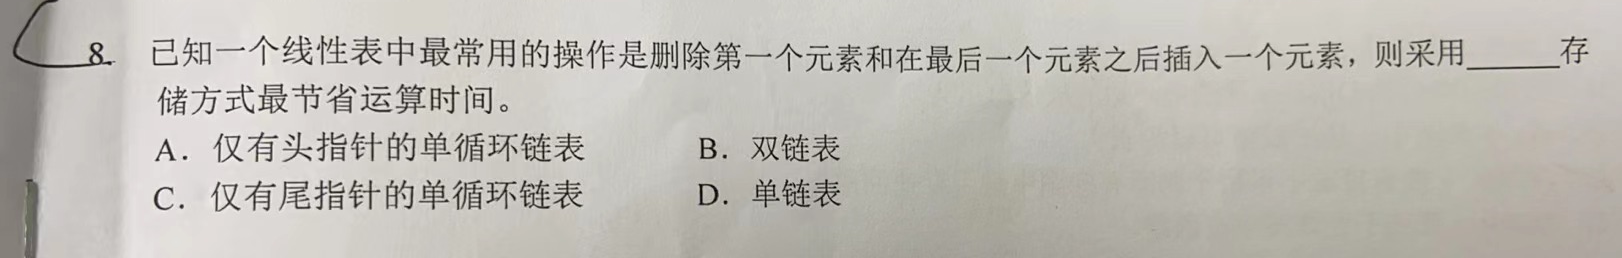 8. 已知一个线性表中最常用的操作是删除第一个元素和在最后一个元素之后插入一个元素，则采用______存
储方式最节省运算时间。
A. 仅有头指针的单循环链表 B. 双链表
C. 仅有尾指针的单循环链表 D. 单链表